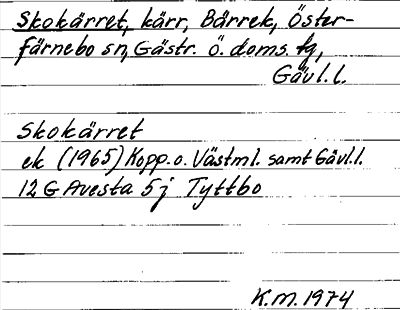 Skokärret, kärr, Bärrek, Öster-
färnebo sn, Gästr. ö. doms. tg,
Gävl. l.
Skokärret
ek (1965) Kopp. o. Västml. samt Gävl. l.
12 G Avesta 5 j Tyttbo
K.M. 1974